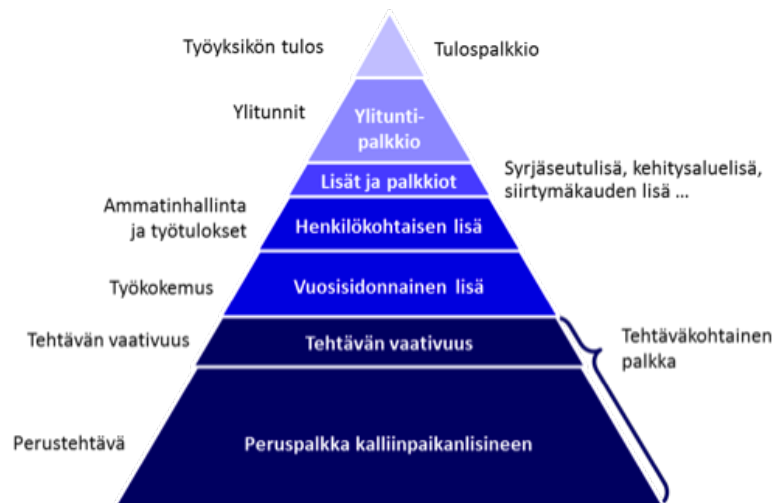 Työyksikön tulos
Tulospalkkio
Ylitunnit
Ylitunti-
palkkio
Lisät ja palkkiot
Syrjäseutulisä, kehitysaluelisä,
siirtymäkauden lisä ...
Ammatinhallinta
ja työtulokset
Henkilökohtaisen lisä
Työkokemus
Vuosisidonnainen lisä
Tehtävän vaativuus
Tehtävän vaativuus
Tehtäväkohtainen
palkka
Perustehtävä
Peruspalkka kalliinpaikanlisineen